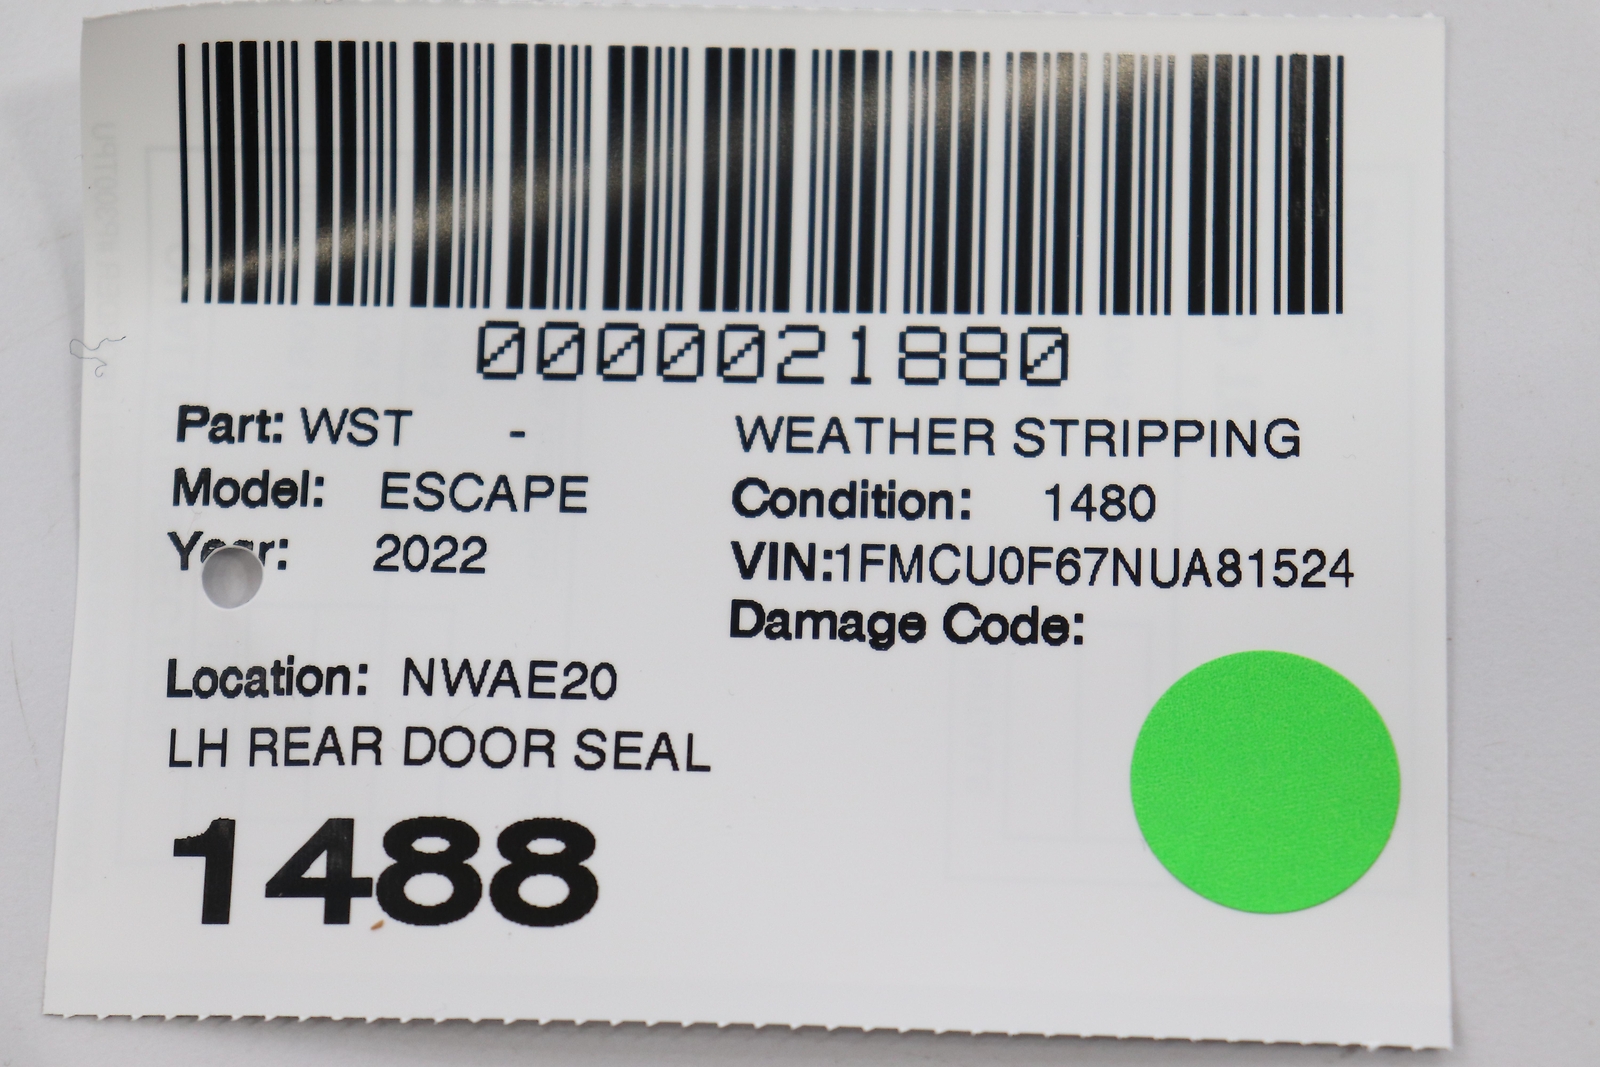 0000021880
Part: WST - WEATHER STRIPPING
Model: ESCAPE Condition: 1480
Year: 2022 VIN:1FMCU0F67NUA81524
Damage Code:
Location: NWAE20
LH REAR DOOR SEAL
1488